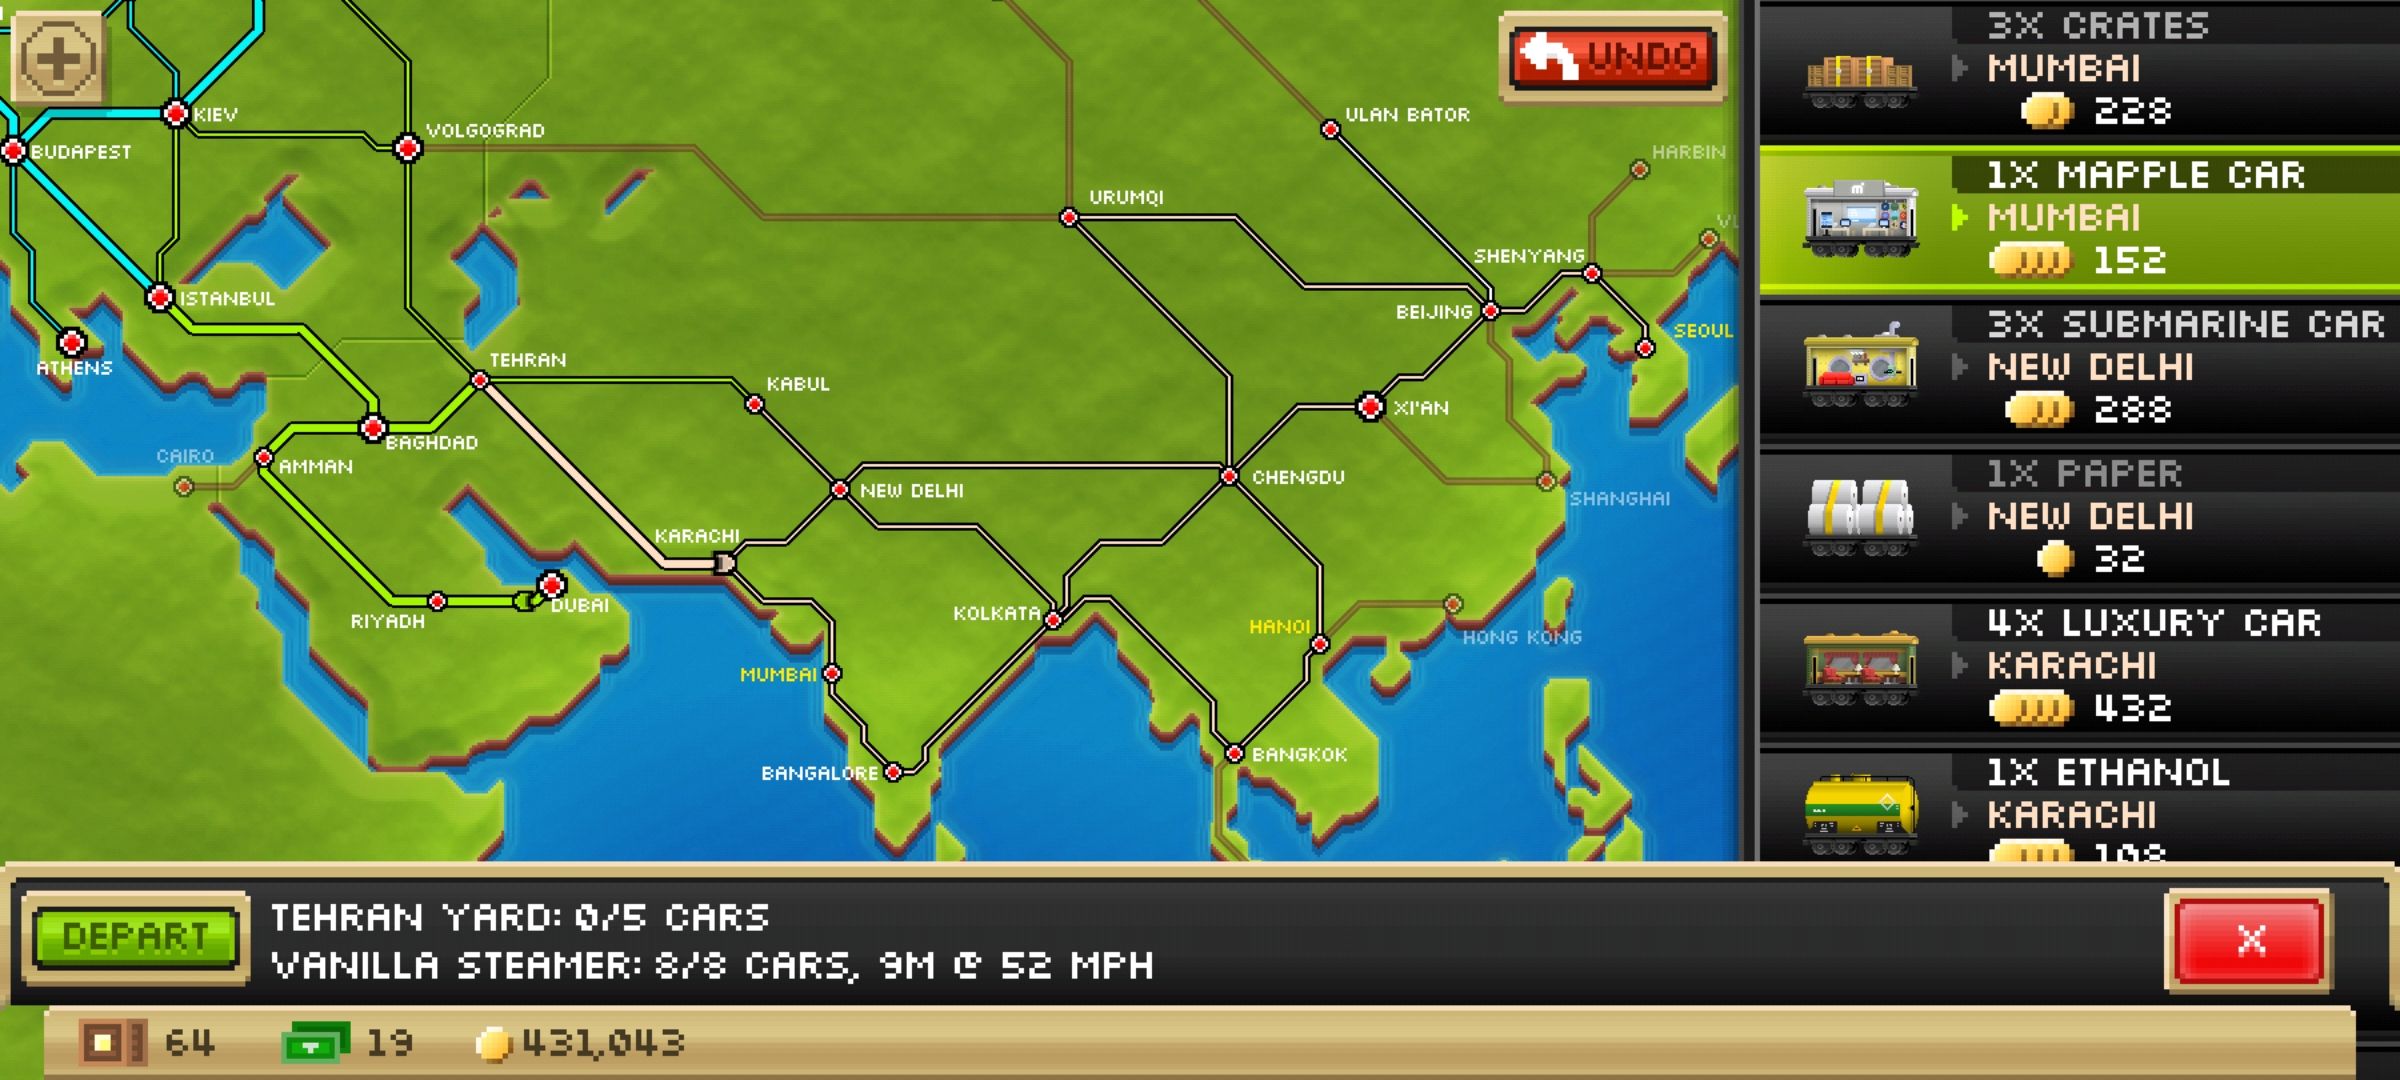 UNDO
KIEV
BUDAPEST
VOLGOGRAD
ULAN BATOR
HARBIN
URUMQI
SHENYANG
BEIJING
SEOUL
ISTANBUL
ATHENS
TEHRAN
KABUL
XI'AN
BAGHDAD
CAIRO
AMMAN
NEW DELHI
CHENGDU
SHANGHAI
KARACHI
RIYADH
DUBAI
KOLKATA
HANOI
HONG KONG
MUMBAI
BANGALORE
BANGKOK
3X CRATES
MUMBAI
228
1X MAPPLE CAR
MUMBAI
152
3X SUBMARINE CAR
NEW DELHI
288
1X PAPER
NEW DELHI
32
4X LUXURY CAR
KARACHI
432
1X ETHANOL
KARACHI
108
DEPART
TEHRAN YARD: 0/5 CARS
VANILLA STEAMER: 8/8 CARS, 9M @ 52 MPH
X
64
19
431,043